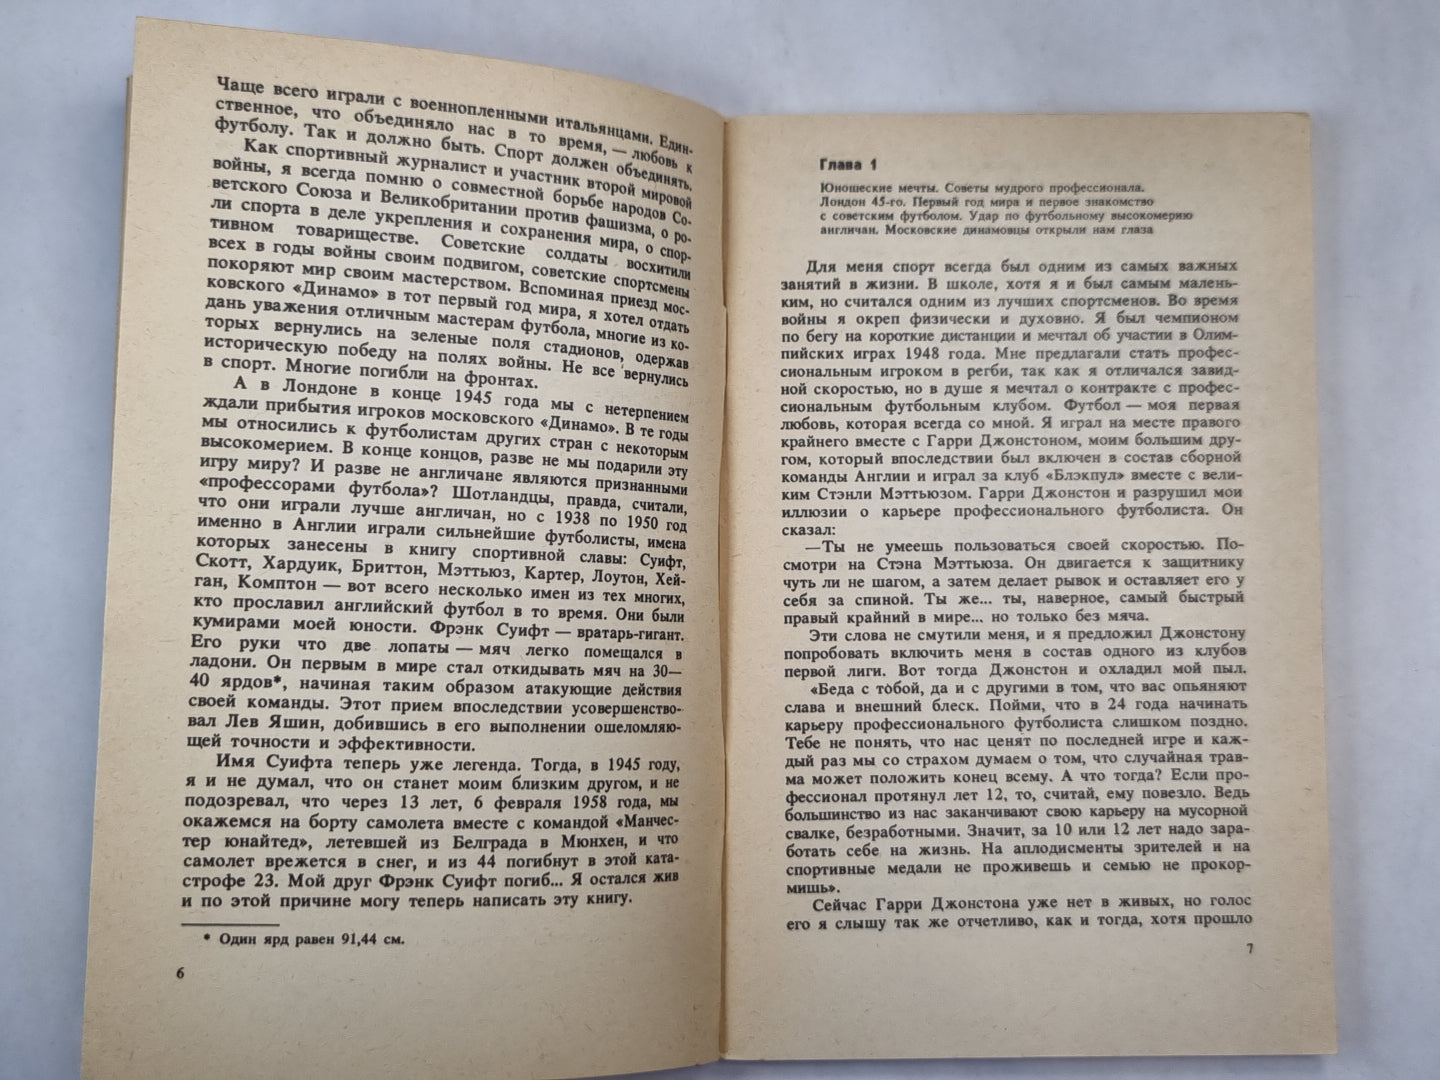 Чаще всего играли с военнопленными итальянцами. Един-
ственное, что объединяло нас в то время, — любовь к
футболу. Так и должно быть. Спорт должен объединять.
Как спортивный журналист и участник второй мировой
войны, я всегда помню о совместной борьбе народов Со-
ветского Союза и Великобритании против фашизма, о ро-
ли спорта в деле укрепления и сохранения мира, о спор-
тивном товариществе. Советские солдаты восхитили
всех в годы войны своим подвигом, советские спортсмены
покоряют мир своим мастерством. Вспоминая приезд мос-
ковского «Динамо» в тот первый год мира, я хотел отдать
дань уважения отличным мастерам футбола, многие из ко-
торых вернулись на зеленые поля стадионов, одержав
историческую победу на полях войны. Не все вернулись
в спорт. Многие погибли на фронтах.
А в Лондоне в конце 1945 года мы с нетерпением
ждали прибытия игроков московского «Динамо». В те годы
мы относились к футболистам других стран с некоторым
высокомерием. В конце концов, разве не мы подарили эту
игру миру? И разве не англичане являются признанными
«профессорами футбола»? Шотландцы, правда, считали,
что они играли лучше англичан, но с 1938 по 1950 год
именно в Англии играли сильнейшие футболисты, имена
которых занесены в книгу спортивной славы: Суифт,
Скотт, Хардуик, Бриттон, Мэттьюз, Картер, Лоутон, Хей-
ган, Комптон — вот всего несколько имен из тех многих,
кто прославил английский футбол в то время. Они были
кумирами моей юности. Фрэнк Суифт — вратарь-гигант.
Его руки что две лопаты — мяч легко помещался в
ладони. Он первым в мире стал откидывать мяч на 30—
40 ярдов*, начиная таким образом атакующие действия
своей команды. Этот прием впоследствии усовершенство-
вал Лев Яшин, добившись в его выполнении ошеломляю-
щей точности и эффективности.
Имя Суифта теперь уже легенда. Тогда, в 1945 году,
я и не думал, что он станет моим близким другом, и не
подозревал, что через 13 лет, 6 февраля 1958 года, мы
окажемся на борту самолета вместе с командой «Манчес-
тер юнайтед», летевшей из Белграда в Мюнхен, и что
самолет врежется в снег, и из 44 погибнут в этой ката-
строфе 23. Мой друг Фрэнк Суифт погиб... Я остался жив
и по этой причине могу теперь написать эту книгу.
* Один ярд равен 91,44 см.
6
Глава 1
Юношеские мечты. Советы мудрого профессионала.
Лондон 45-го. Первый год мира и первое знакомство
с советским футболом. Удар по футбольному высокомерию
англичан. Московские динамовцы открыли нам глаза
Для меня спорт всегда был одним из самых важных
занятий в жизни. В школе, хотя я и был самым малень-
ким, но считался одним из лучших спортсменов. Во время
войны я окреп физически и духовно. Я был чемпионом
по бегу на короткие дистанции и мечтал об участии в Олим-
пийских играх 1948 года. Мне предлагали стать профес-
сиональным игроком в регби, так как я отличался завид-
ной скоростью, но в душе я мечтал о контракте с профес-
сиональным футбольным клубом. Футбол — моя первая
любовь, которая всегда со мной. Я играл на месте правого
крайнего вместе с Гарри Джонстоном, моим большим дру-
гом, который впоследствии был включен в состав сборной
команды Англии и играл за клуб «Блэкпул» вместе с вели-
ким Стэнли Мэттьюзом. Гарри Джонстон и разрушил мои
иллюзии о карьере профессионального футболиста. Он
сказал:
—Ты не умеешь пользоваться своей скоростью. По-
смотри на Стэна Мэттьюза. Он двигается к защитнику
чуть ли не шагом, а затем делает рывок и оставляет его у
себя за спиной. Ты же... ты, наверное, самый быстрый
правый крайний в мире... но только без мяча.
Эти слова не смутили меня, и я предложил Джонстону
попробовать включить меня в состав одного из клубов
первой лиги. Вот тогда Джонстон и охладил мой пыл.
«Беда с тобой, да и с другими в том, что вас опьяняют
слава и внешний блеск. Пойми, что в 24 года начинать
карьеру профессионального футболиста слишком поздно.
Тебе не понять, что нас ценят по последней игре и каж-
дый раз мы со страхом думаем о том, что случайная трав-
ма может положить конец всему. А что тогда? Если про-
фессионал протянул лет 12, то, считай, ему повезло. Ведь
большинство из нас заканчивают свою карьеру на мусорной
свалке, безработными. Значит, за 10 или 12 лет надо зара-
ботать себе на жизнь. На аплодисменты зрителей и на
спортивные медали не проживешь и семью не прокор-
мишь».
Сейчас Гарри Джонстона уже нет в живых, но голос
его я слышу так же отчетливо, как и тогда, хотя прошло
7